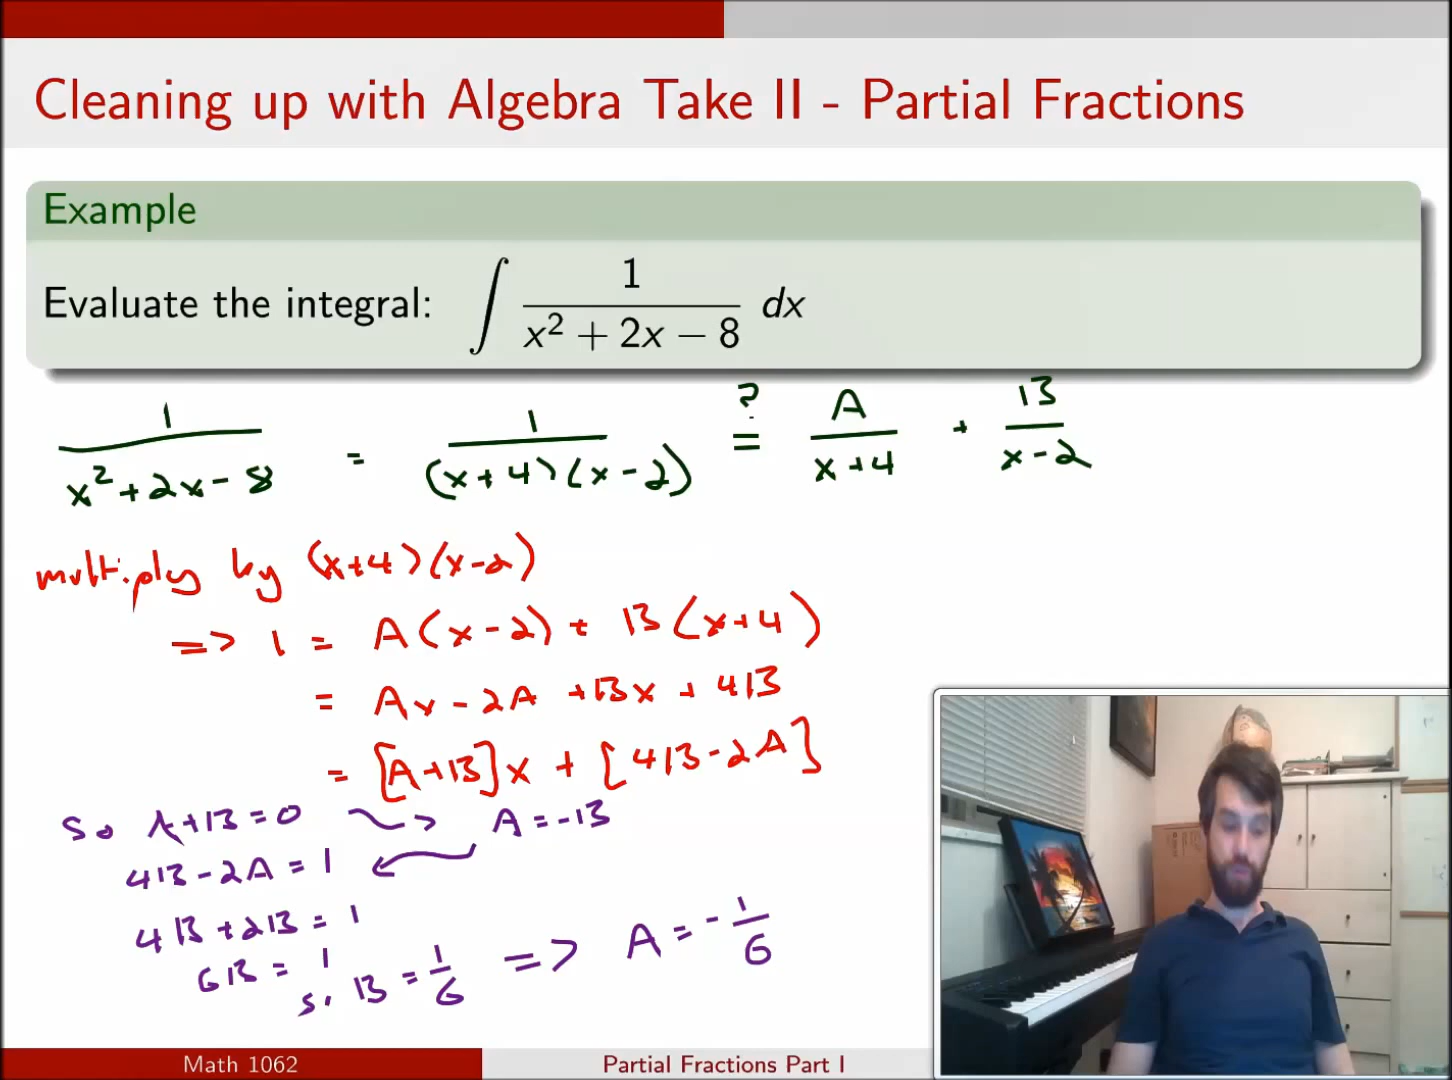 Cleaning up with Algebra Take II - Partial Fractions
Example
Evaluate the integral: ∫ 1/(x² + 2x − 8) dx
1/(x²+2x-8) = 1/((x+4)(x-2)) ?= A/(x+4) + B/(x-2)
multiply by (x+4)(x-2)
=> 1 = A(x-2) + B(x+4)
= Ax - 2A + Bx + 4B
= [A+B]x + [4B-2A]
So A+B=0 → A=-B
4B-2A=1 ←
4B+2B=1
6B=1
so B=1/6 => A=-1/6
Math 1062
Partial Fractions Part I